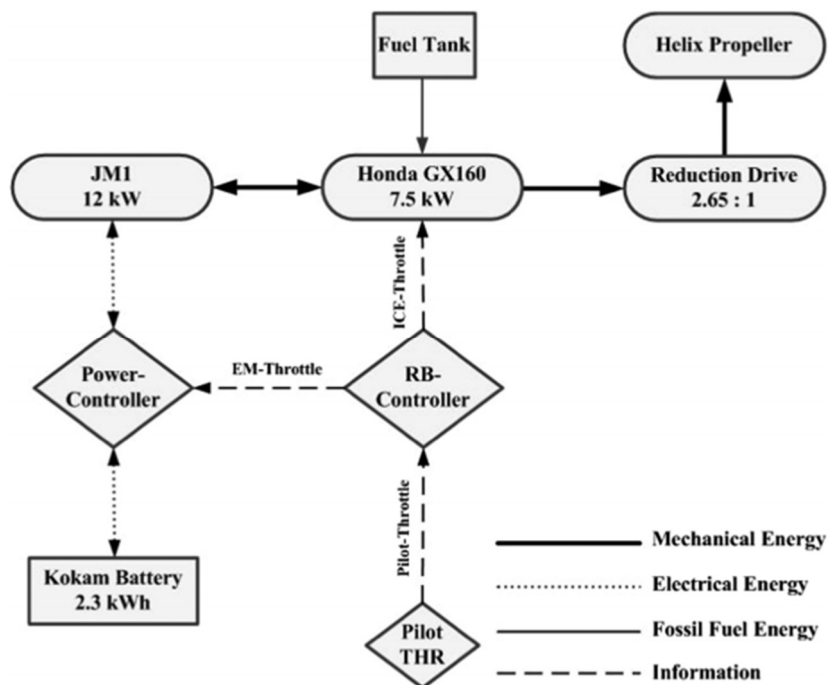 Fuel Tank
Helix Propeller
JM1
12 kW
Honda GX160
7.5 kW
Reduction Drive
2.65 : 1
ICE-Throttle
Power-
Controller
EM-Throttle
RB-
Controller
Pilot-Throttle
Kokam Battery
2.3 kWh
Pilot
THR
Mechanical Energy
Electrical Energy
Fossil Fuel Energy
Information